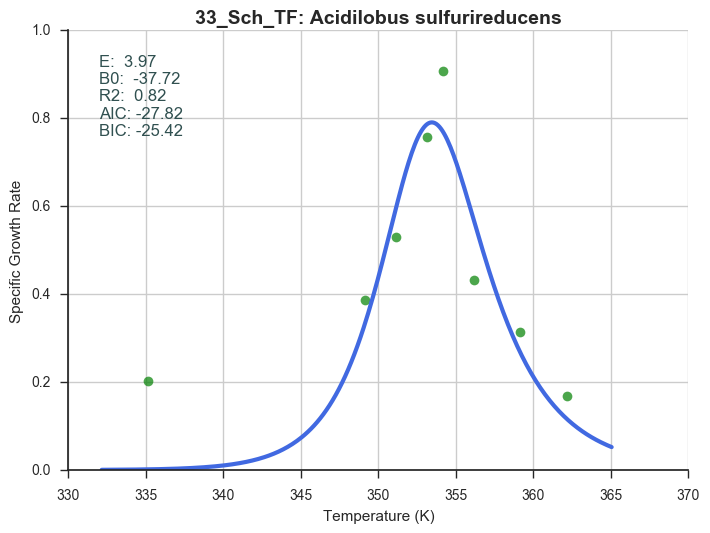 33_Sch_TF: Acidilobus sulfurireducens
E:  3.97
B0:  -37.72
R2:  0.82
AIC: -27.82
BIC: -25.42
Specific Growth Rate
1.0
0.8
0.6
0.4
0.2
0.0
330 335 340 345 350 355 360 365 370
Temperature (K)